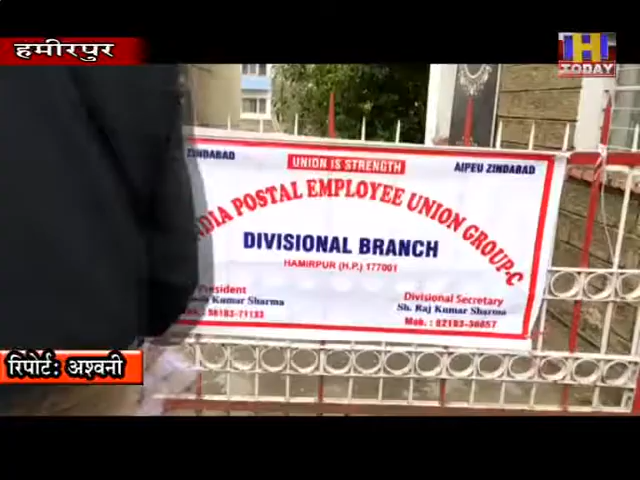 हमीरपुर
H
TODAY
ZINDABAD
UNION IS STRENGTH
AIPEU ZINDABAD
INDIA POSTAL EMPLOYEE UNION GROUP-C
DIVISIONAL BRANCH
HAMIRPUR (H.P.) 177001
President
Kumar Sharma
Divisional Secretary
Sh. Raj Kumar Sharma
रिपोर्टः अश्वनी